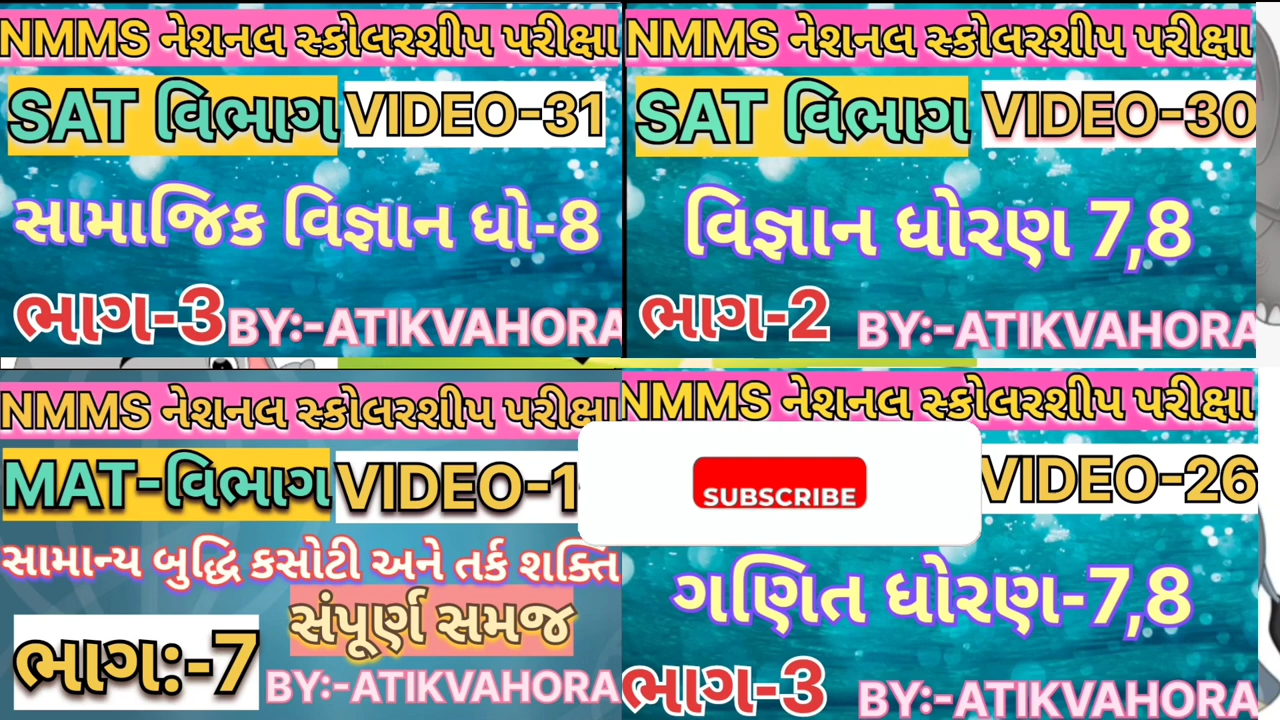 NMMS નેશનલ સ્કોલરશીપ પરીક્ષા
SAT વિભાગ VIDEO-31
સામાજિક વિજ્ઞાન ધો-8
ભાગ-3 BY:-ATIKVAHORA
NMMS નેશનલ સ્કોલરશીપ પરીક્ષા
SAT વિભાગ VIDEO-30
વિજ્ઞાન ધોરણ 7,8
ભાગ-2 BY:-ATIKVAHORA
NMMS નેશનલ સ્કોલરશીપ પરીક્ષા
MAT-વિભાગ VIDEO-1
સામાન્ય બુદ્ધિ કસોટી અને તર્ક શક્તિ
સંપૂર્ણ સમજ
ભાગ:-7 BY:-ATIKVAHORA
NMMS નેશનલ સ્કોલરશીપ પરીક્ષા
SUBSCRIBE VIDEO-26
ગણિત ધોરણ-7,8
ભાગ-3 BY:-ATIKVAHORA